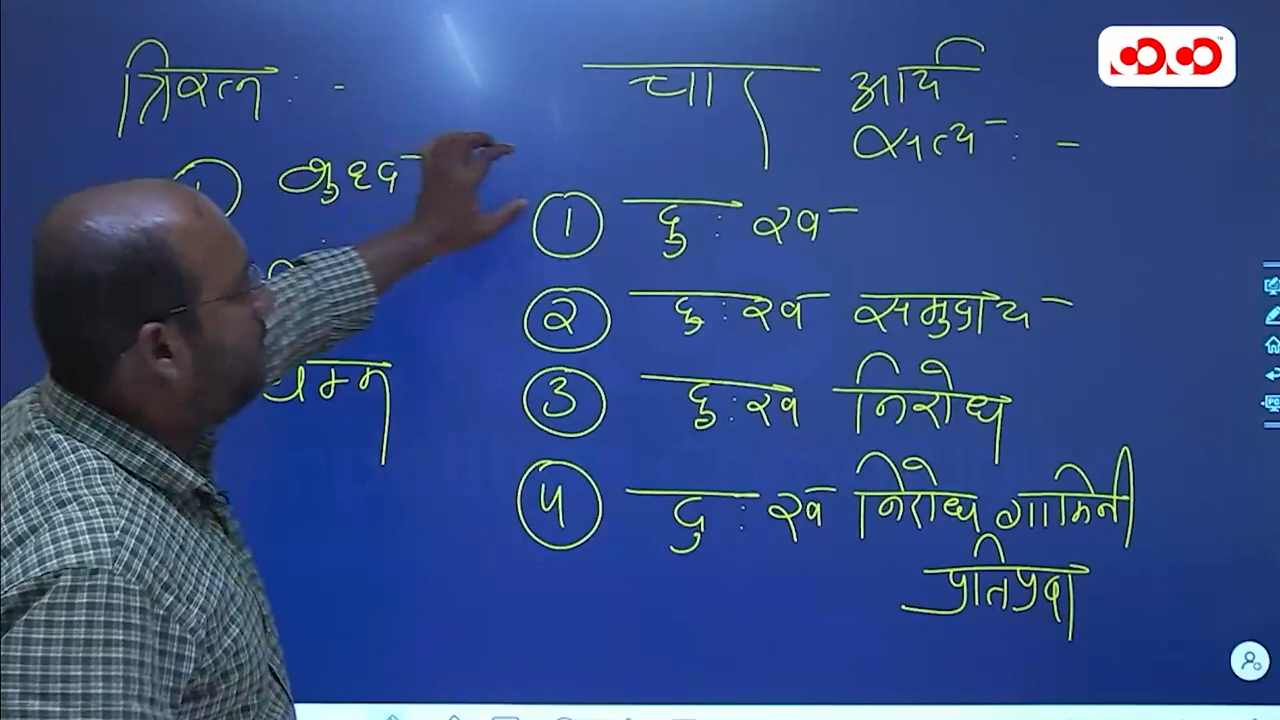 त्रिरत्न : -
बुध्द
धम्म
चार आर्य
सत्य : -
① दु:ख
② दु:ख समुदाय
③ दु:ख निरोध
④ दु:ख निरोध गामिनी
प्रतिपदा